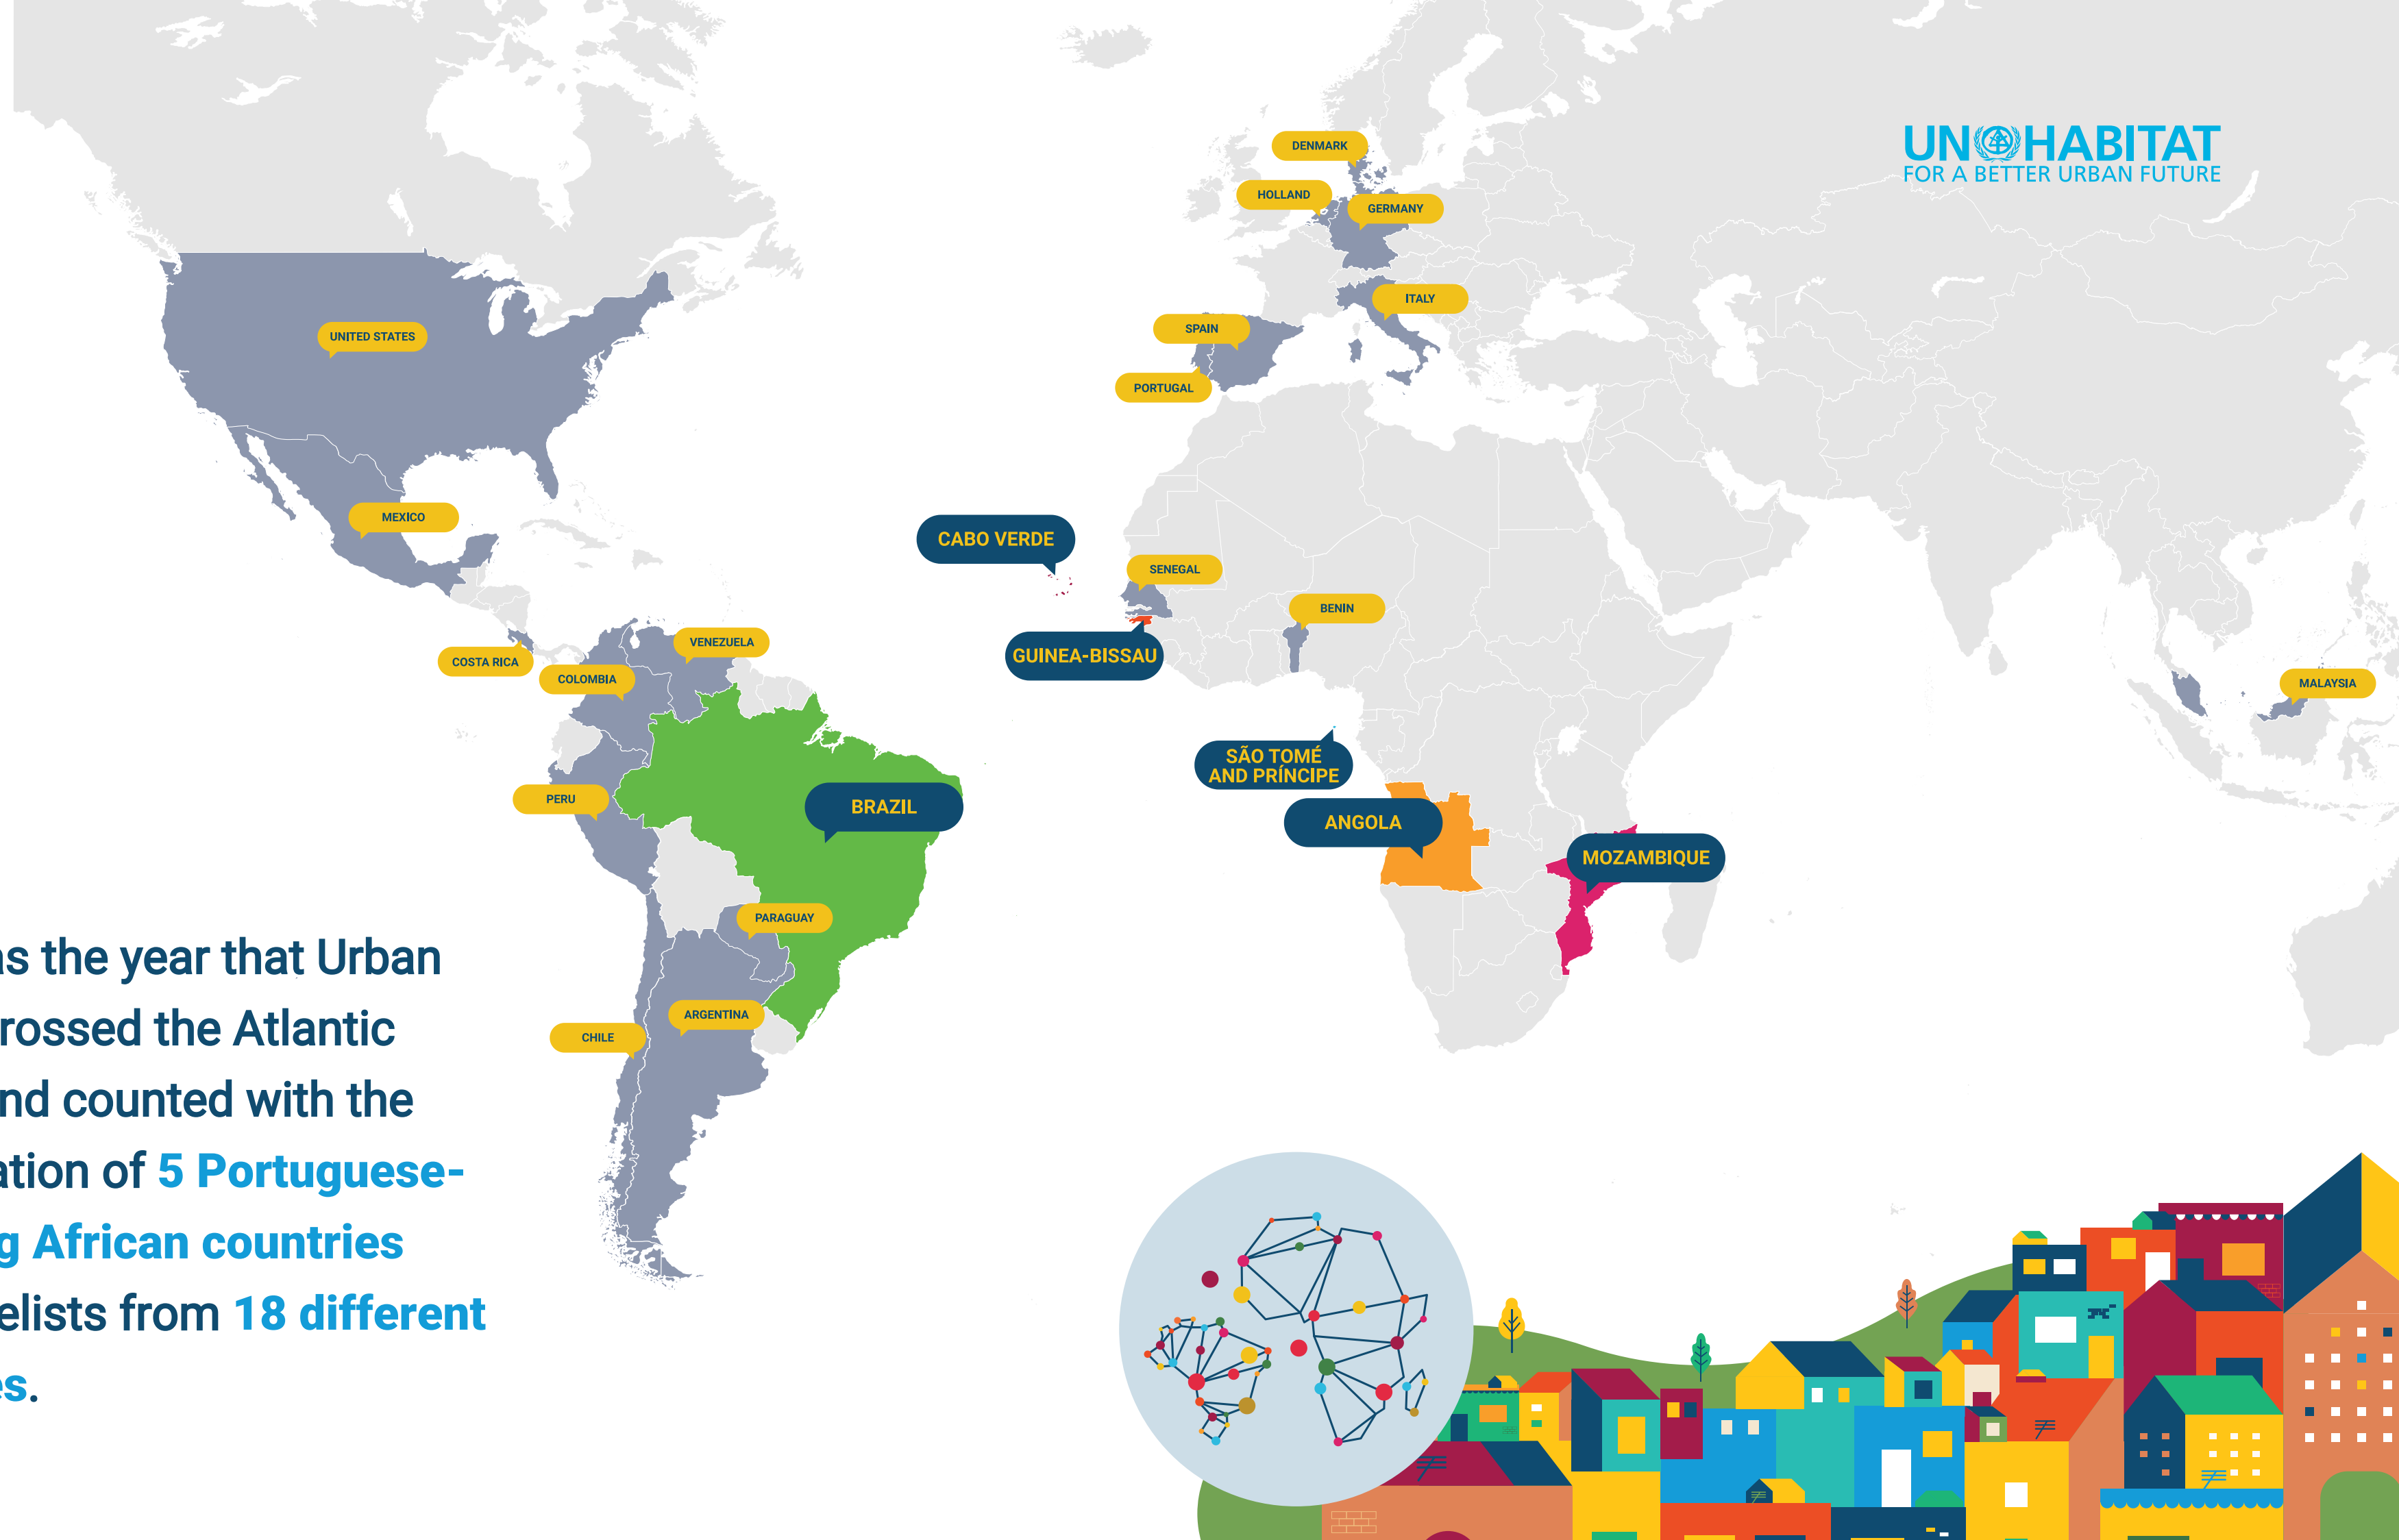 UN HABITAT
FOR A BETTER URBAN FUTURE
DENMARK
HOLLAND
GERMANY
ITALY
SPAIN
PORTUGAL
UNITED STATES
MEXICO
CABO VERDE
SENEGAL
BENIN
GUINEA-BISSAU
VENEZUELA
COSTA RICA
COLOMBIA
MALAYSIA
SÃO TOMÉ
AND PRÍNCIPE
PERU
BRAZIL
ANGOLA
MOZAMBIQUE
PARAGUAY
ARGENTINA
CHILE
as the year that Urban
rossed the Atlantic
nd counted with the
ation of 5 Portuguese-
g African countries
elists from 18 different
es.